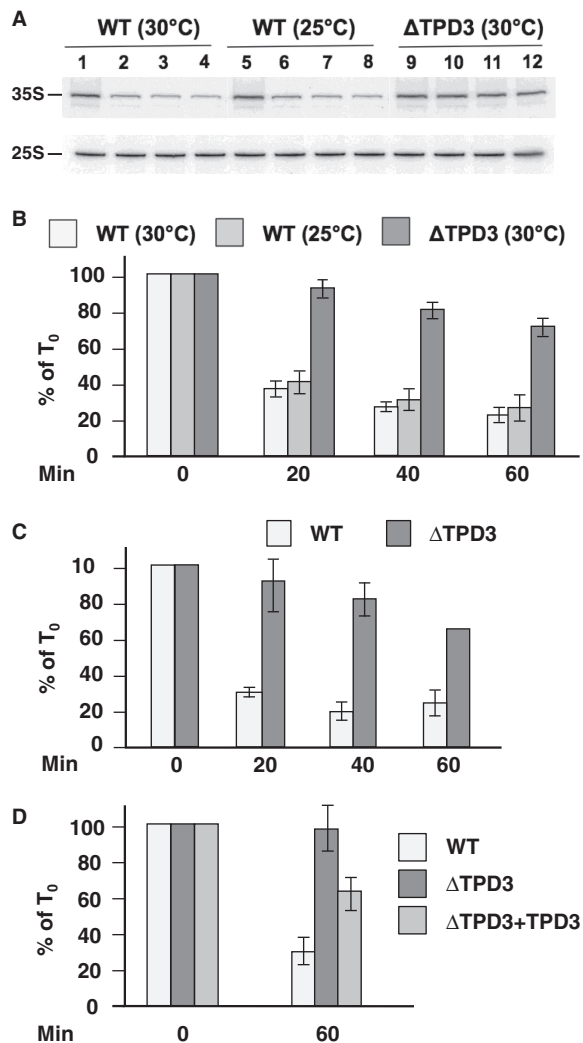 A
WT (30°C) WT (25°C) ΔTPD3 (30°C)
1 2 3 4 5 6 7 8 9 10 11 12
35S
25S
B
WT (30°C) WT (25°C) ΔTPD3 (30°C)
% of T0
100
80
60
40
20
0
Min 0 20 40 60
C
WT ΔTPD3
% of T0
10
80
60
40
20
0
Min 0 20 40 60
D
WT
ΔTPD3
ΔTPD3+TPD3
% of T0
100
80
60
40
20
0
Min 0 60